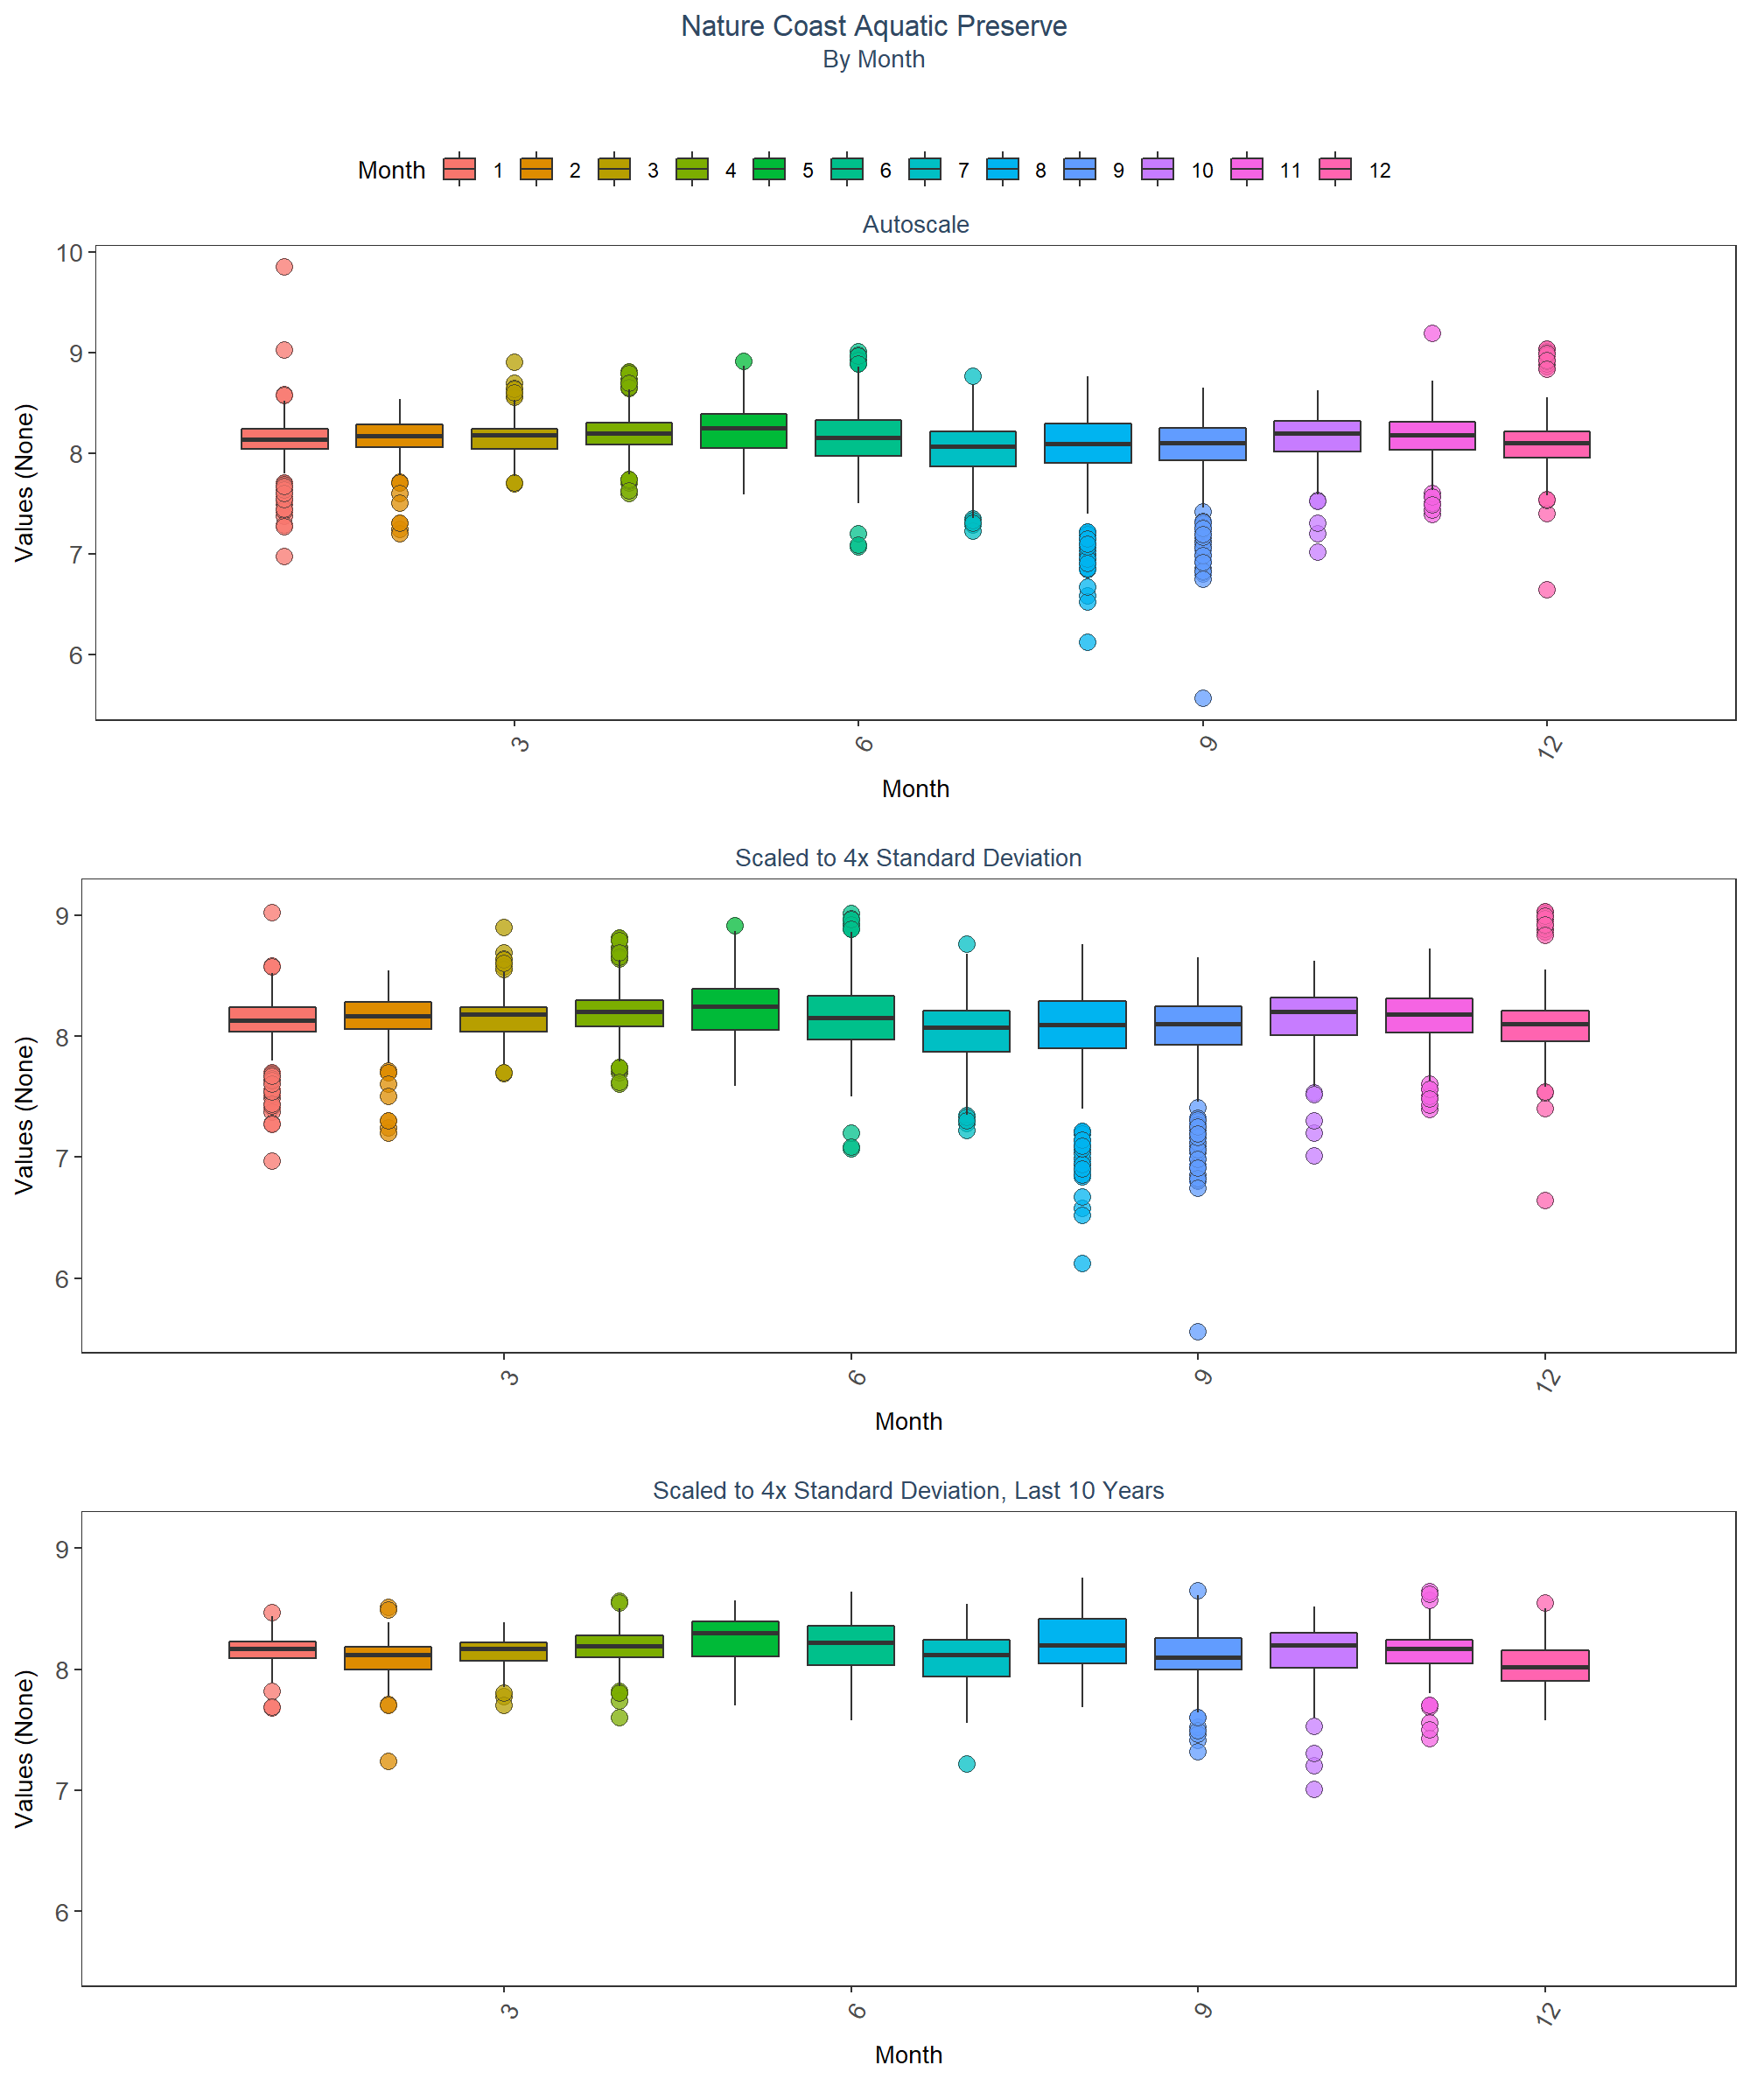 Nature Coast Aquatic Preserve
By Month
Month 1 2 3 4 5 6 7 8 9 10 11 12
Autoscale
10
9
8
7
6
Values (None)
3 6 9 12
Month
Scaled to 4x Standard Deviation
9
8
7
6
Values (None)
3 6 9 12
Month
Scaled to 4x Standard Deviation, Last 10 Years
9
8
7
6
Values (None)
3 6 9 12
Month